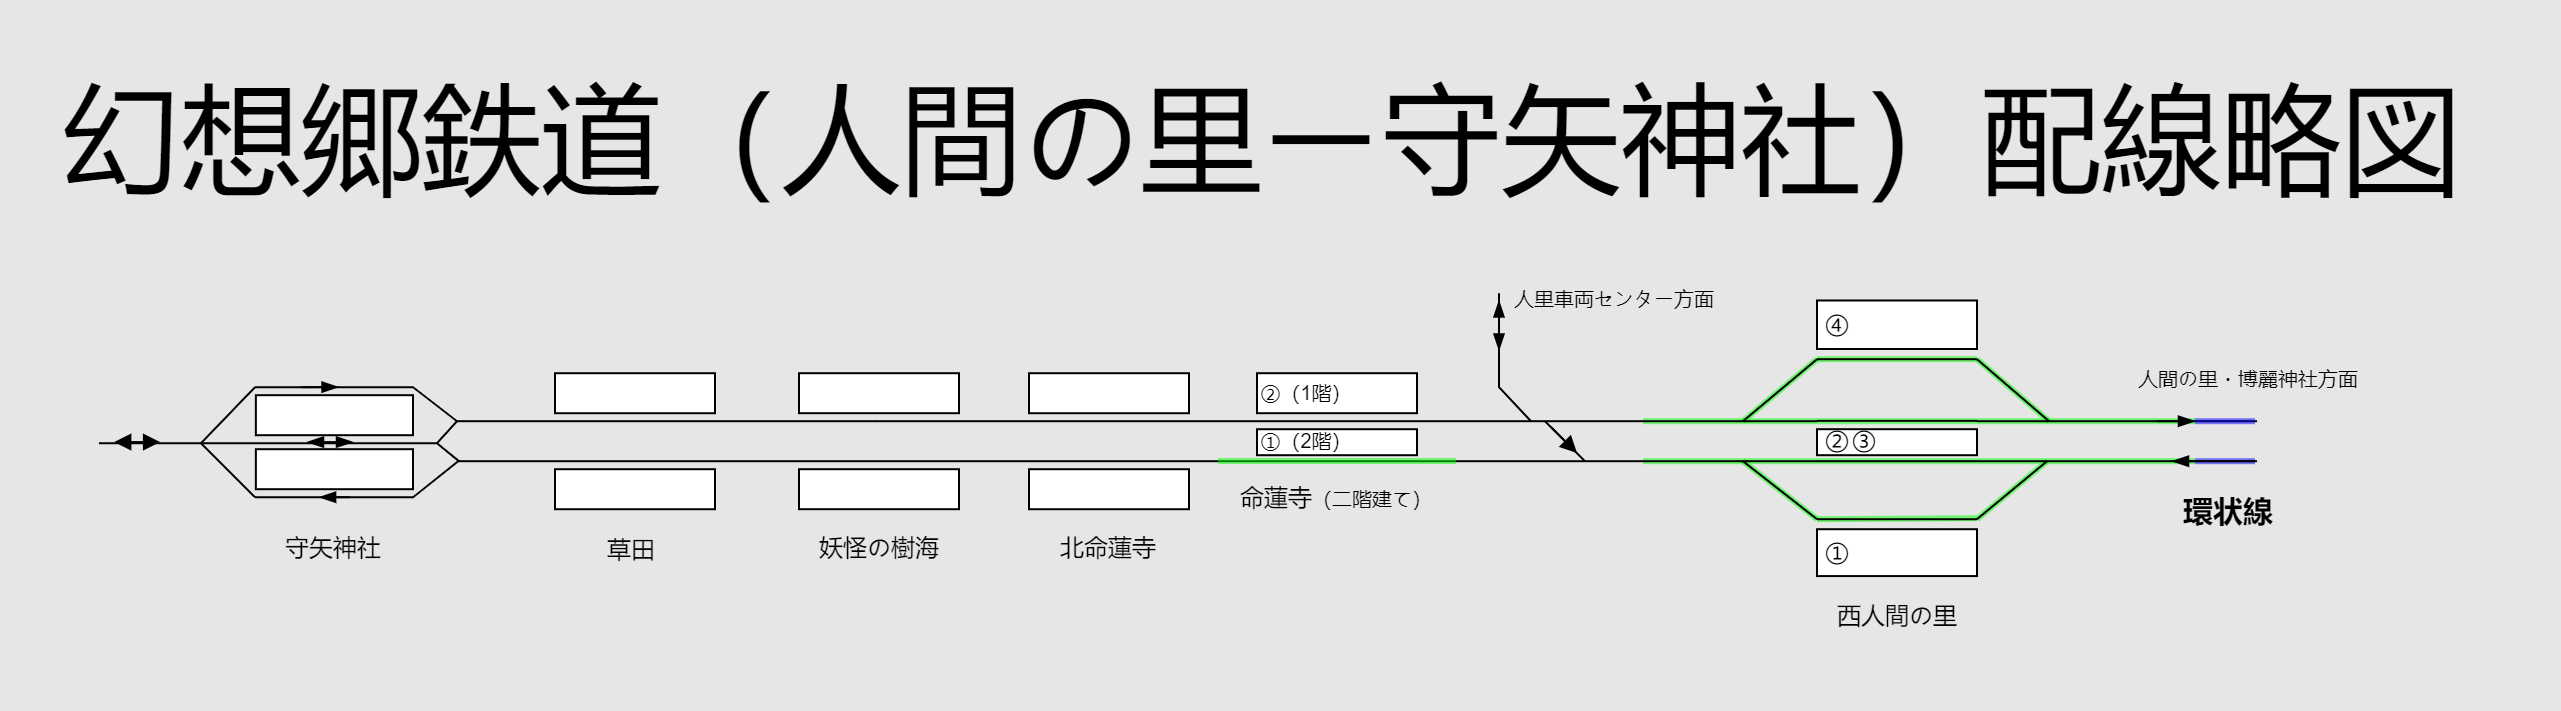 幻想郷鉄道（人間の里ー守矢神社）配線略図
人里車両センター方面
④
人間の里・博麗神社方面
②（1階）
①（2階）
②③
命蓮寺（二階建て）
環状線
守矢神社
草田
妖怪の樹海
北命蓮寺
①
西人間の里